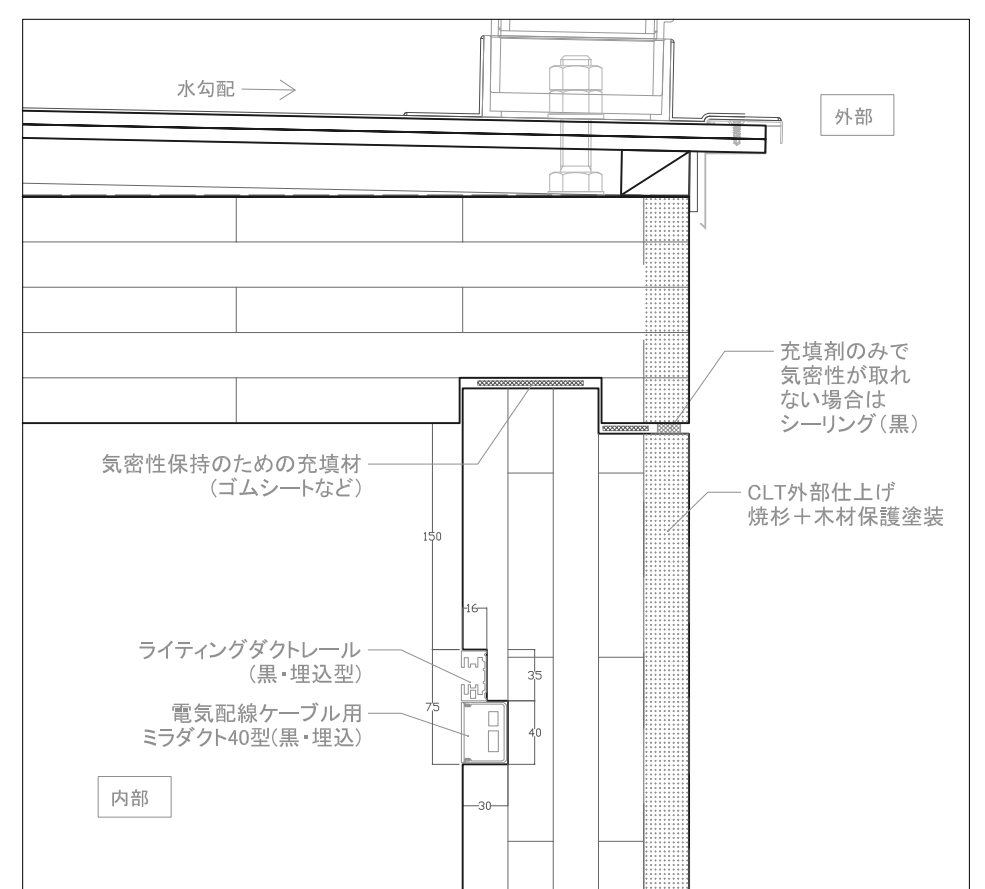 水勾配
外部
充填剤のみで
気密性が取れ
ない場合は
シーリング(黒)
気密性保持のための充填材
(ゴムシートなど)
CLT外部仕上げ
焼杉+木材保護塗装
150
16
ライティングダクトレール
(黒・埋込型)
35
75
電気配線ケーブル用
ミラダクト40型(黒・埋込)
40
内部
30